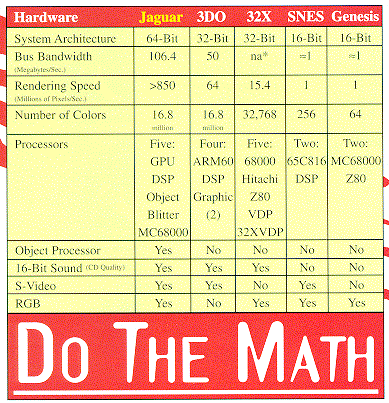 Hardware Jaguar 3DO 32X SNES Genesis
System Architecture 64-Bit 32-Bit 32-Bit 16-Bit 16-Bit
Bus Bandwidth 106.4 50 na* ≈1 ≈1
(Megabytes/Sec.)
Rendering Speed >850 64 15.4 1 1
(Millions of Pixels/Sec.)
Number of Colors 16.8 16.8 32,768 256 64
million million
Processors Five: Four: Five: Two: Two:
GPU ARM60 68000 65C816 MC68000
DSP DSP Hitachi DSP Z80
Object Graphic Z80
Blitter (2) VDP
MC68000 32XVDP
Object Processor Yes No No No No
16-Bit Sound (CD Quality) Yes Yes Yes No No
S-Video Yes Yes No Yes No
RGB Yes No Yes Yes Yes
DO THE MATH